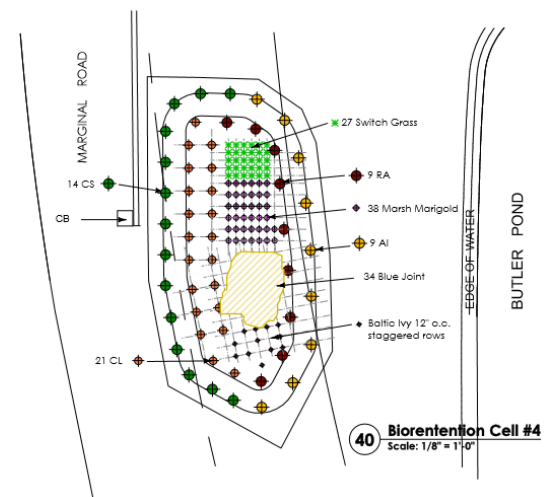 MARGINAL ROAD
27 Switch Grass
9 RA
14 CS
38 Marsh Marigold
CB
9 AI
34 Blue Joint
EDGE OF WATER
BUTLER POND
Baltic Ivy 12" o.c.
staggered rows
21 CL
40
Biorentention Cell #4
Scale: 1/8" = 1'-0"